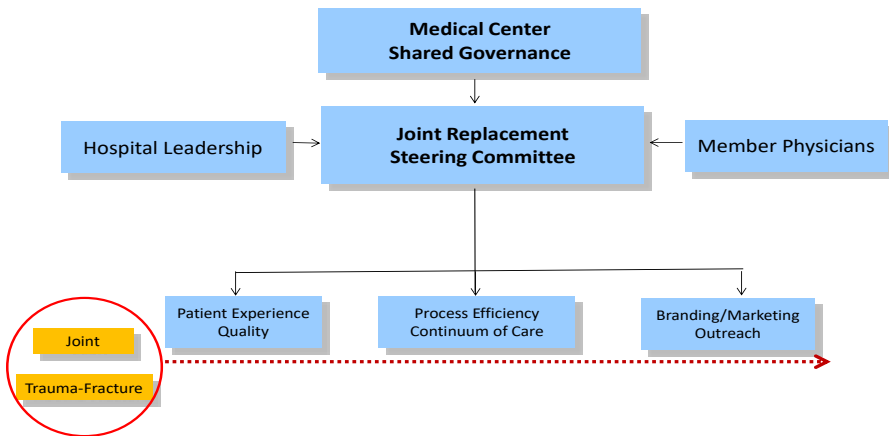 Medical Center
Shared Governance
Hospital Leadership
Joint Replacement
Steering Committee
Member Physicians
Patient Experience
Quality
Process Efficiency
Continuum of Care
Branding/Marketing
Outreach
Joint
Trauma-Fracture